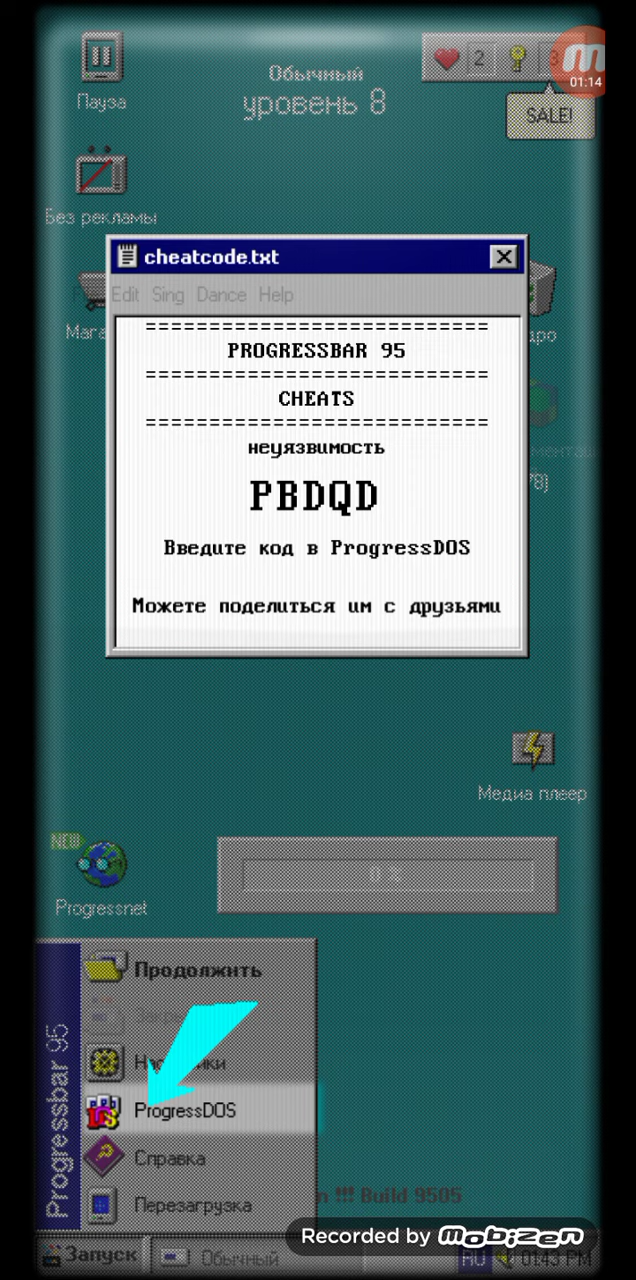 2
3
01:14
Пауза
Обычный
уровень 8
SALE!
Без рекламы
cheatcode.txt
Edit Sing Dance Help
============================
PROGRESSBAR 95
============================
CHEATS
============================
неуязвимость
PBDQD
Введите код в ProgressDOS
Можете поделиться им с друзьями
Медиа плеер
NEW
Progressnet
0 %
Progressbar 95
Продолжить
ProgressDOS
Справка
Перезагрузка
!!! Build 9505
Recorded by mobizen
Запуск
Обычный
RU
01:43 PM